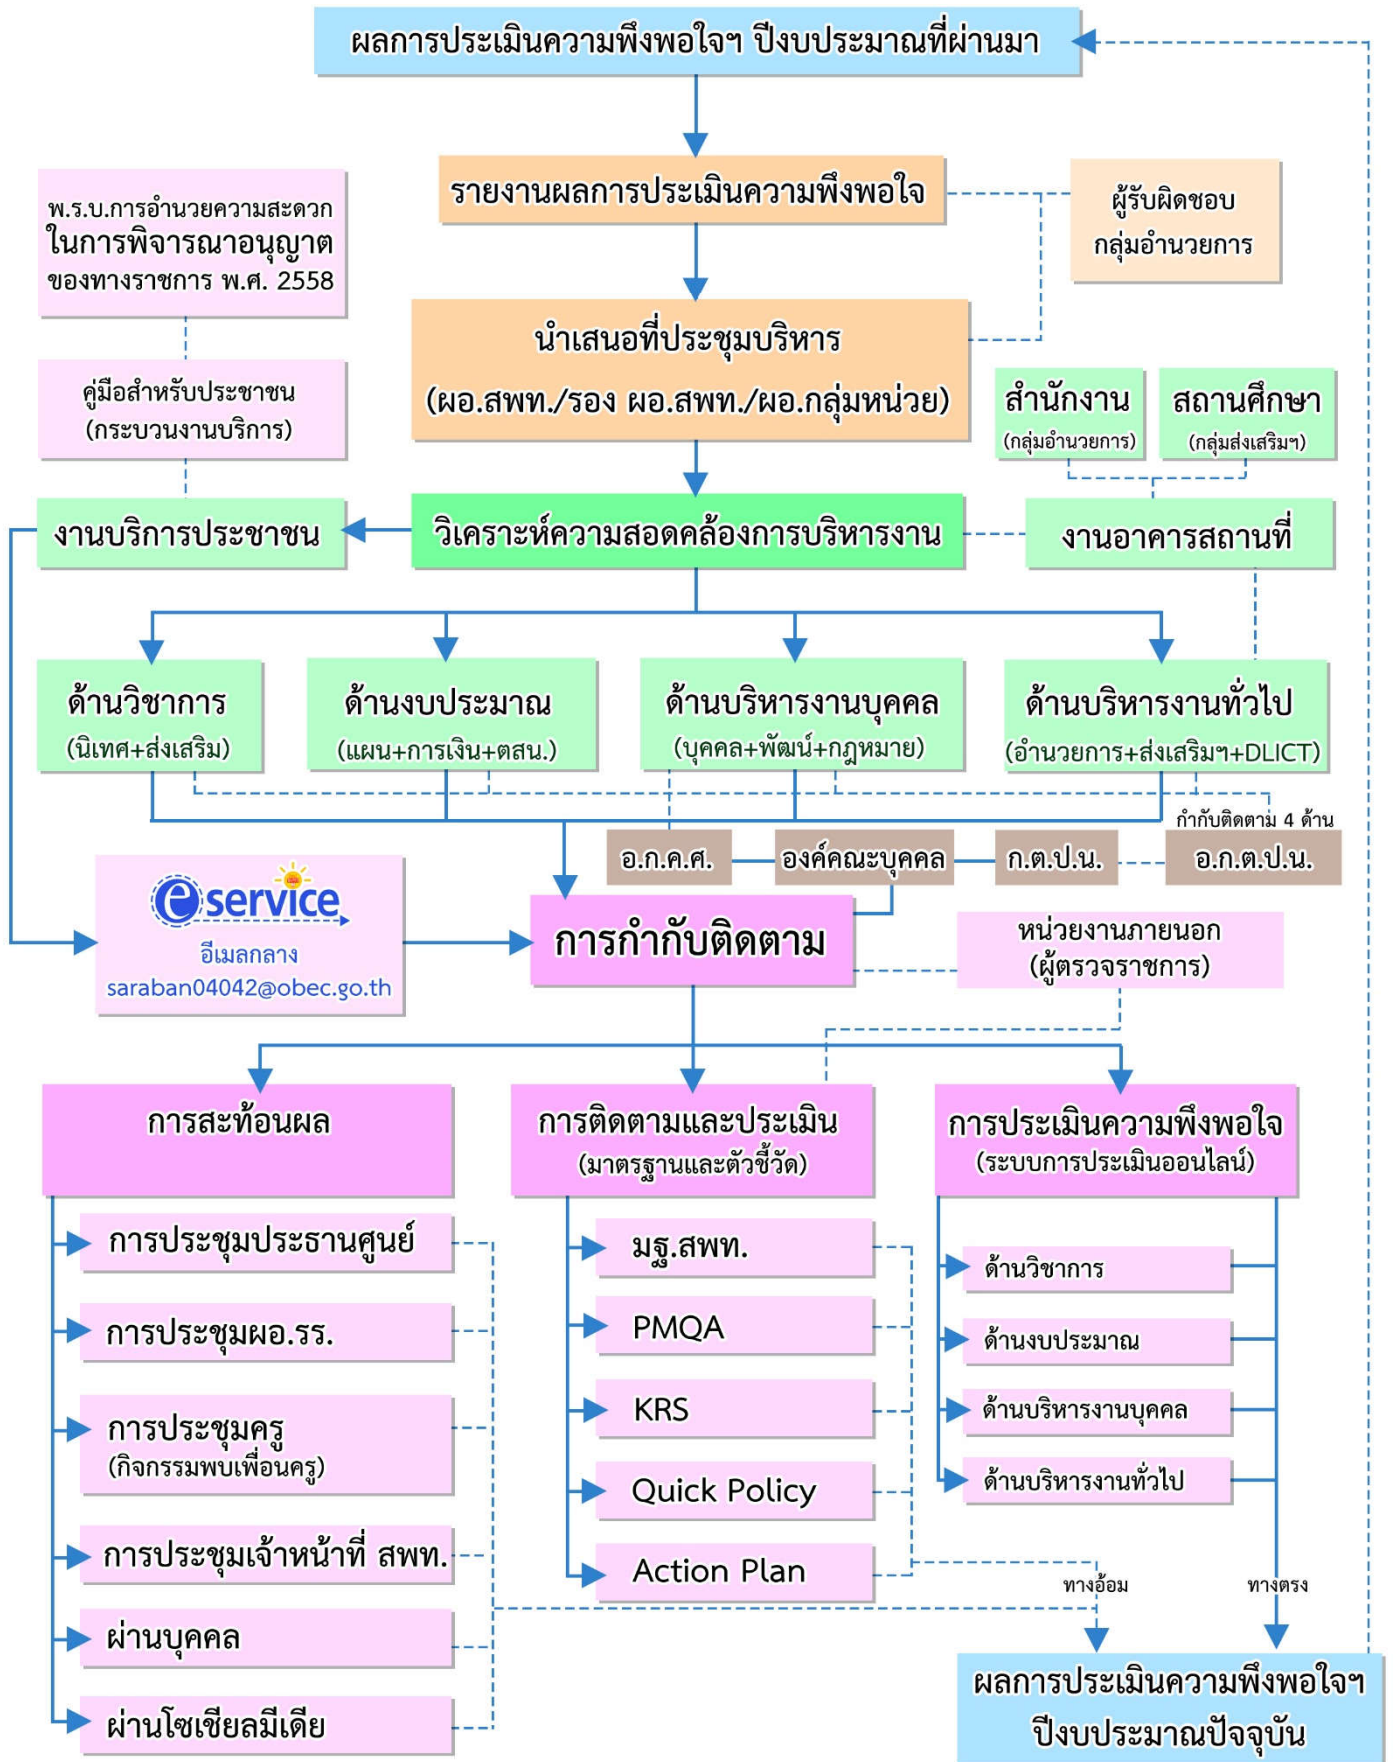 ผลการประเมินความพึงพอใจฯ ปีงบประมาณที่ผ่านมา
รายงานผลการประเมินความพึงพอใจ
ผู้รับผิดชอบ
กลุ่มอำนวยการ
พ.ร.บ.การอำนวยความสะดวก
ในการพิจารณาอนุญาต
ของทางราชการ พ.ศ. 2558
นำเสนอที่ประชุมบริหาร
(ผอ.สพท./รอง ผอ.สพท./ผอ.กลุ่มหน่วย)
คู่มือสำหรับประชาชน
(กระบวนงานบริการ)
สำนักงาน
(กลุ่มอำนวยการ)
สถานศึกษา
(กลุ่มส่งเสริมฯ)
งานบริการประชาชน
วิเคราะห์ความสอดคล้องการบริหารงาน
งานอาคารสถานที่
ด้านวิชาการ
(นิเทศ+ส่งเสริม)
ด้านงบประมาณ
(แผน+การเงิน+ตสน.)
ด้านบริหารงานบุคคล
(บุคคล+พัฒน์+กฎหมาย)
ด้านบริหารงานทั่วไป
(อำนวยการ+ส่งเสริมฯ+DLICT)
กำกับติดตาม 4 ด้าน
อ.ก.ค.ศ.
องค์คณะบุคคล
ก.ต.ป.น.
อ.ก.ต.ป.น.
e service
อีเมลกลาง
saraban04042@obec.go.th
การกำกับติดตาม
หน่วยงานภายนอก
(ผู้ตรวจราชการ)
การสะท้อนผล
การประชุมประธานศูนย์
การประชุมผอ.รร.
การประชุมครู
(กิจกรรมพบเพื่อนครู)
การประชุมเจ้าหน้าที่ สพท.
ผ่านบุคคล
ผ่านโซเชียลมีเดีย
การติดตามและประเมิน
(มาตรฐานและตัวชี้วัด)
มฐ.สพท.
PMQA
KRS
Quick Policy
Action Plan
การประเมินความพึงพอใจ
(ระบบการประเมินออนไลน์)
ด้านวิชาการ
ด้านงบประมาณ
ด้านบริหารงานบุคคล
ด้านบริหารงานทั่วไป
ทางอ้อม
ทางตรง
ผลการประเมินความพึงพอใจฯ
ปีงบประมาณปัจจุบัน